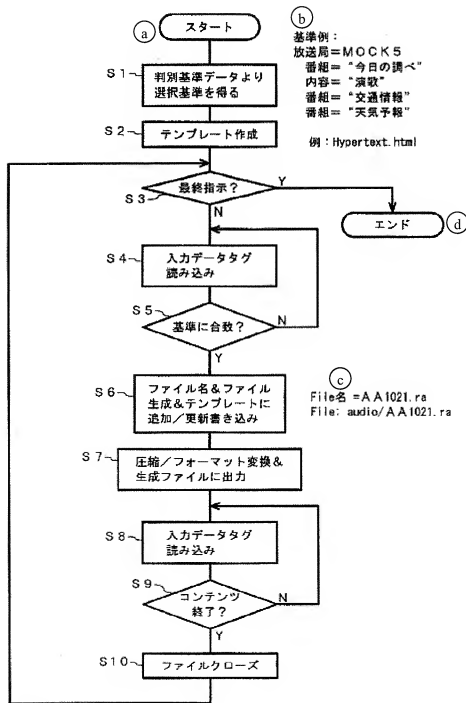 a
スタート
b
基準例：
放送局＝MOCK5
番組＝ “今日の調べ”
内容＝ “演歌”
番組＝ “交通情報”
番組＝ “天気予報”
例：Hypertext.html
S1
判別基準データより
選択基準を得る
S2
テンプレート作成
S3
最終指示？
Y
N
エンド
d
S4
入力データタグ
読み込み
S5
基準に合致？
N
Y
S6
ファイル名＆ファイル
生成＆テンプレートに
追加／更新書き込み
c
File名 =AA1021.ra
File: audio/AA1021.ra
S7
圧縮／フォーマット変換＆
生成ファイルに出力
S8
入力データタグ
読み込み
S9
コンテンツ
終了？
N
Y
S10
ファイルクローズ